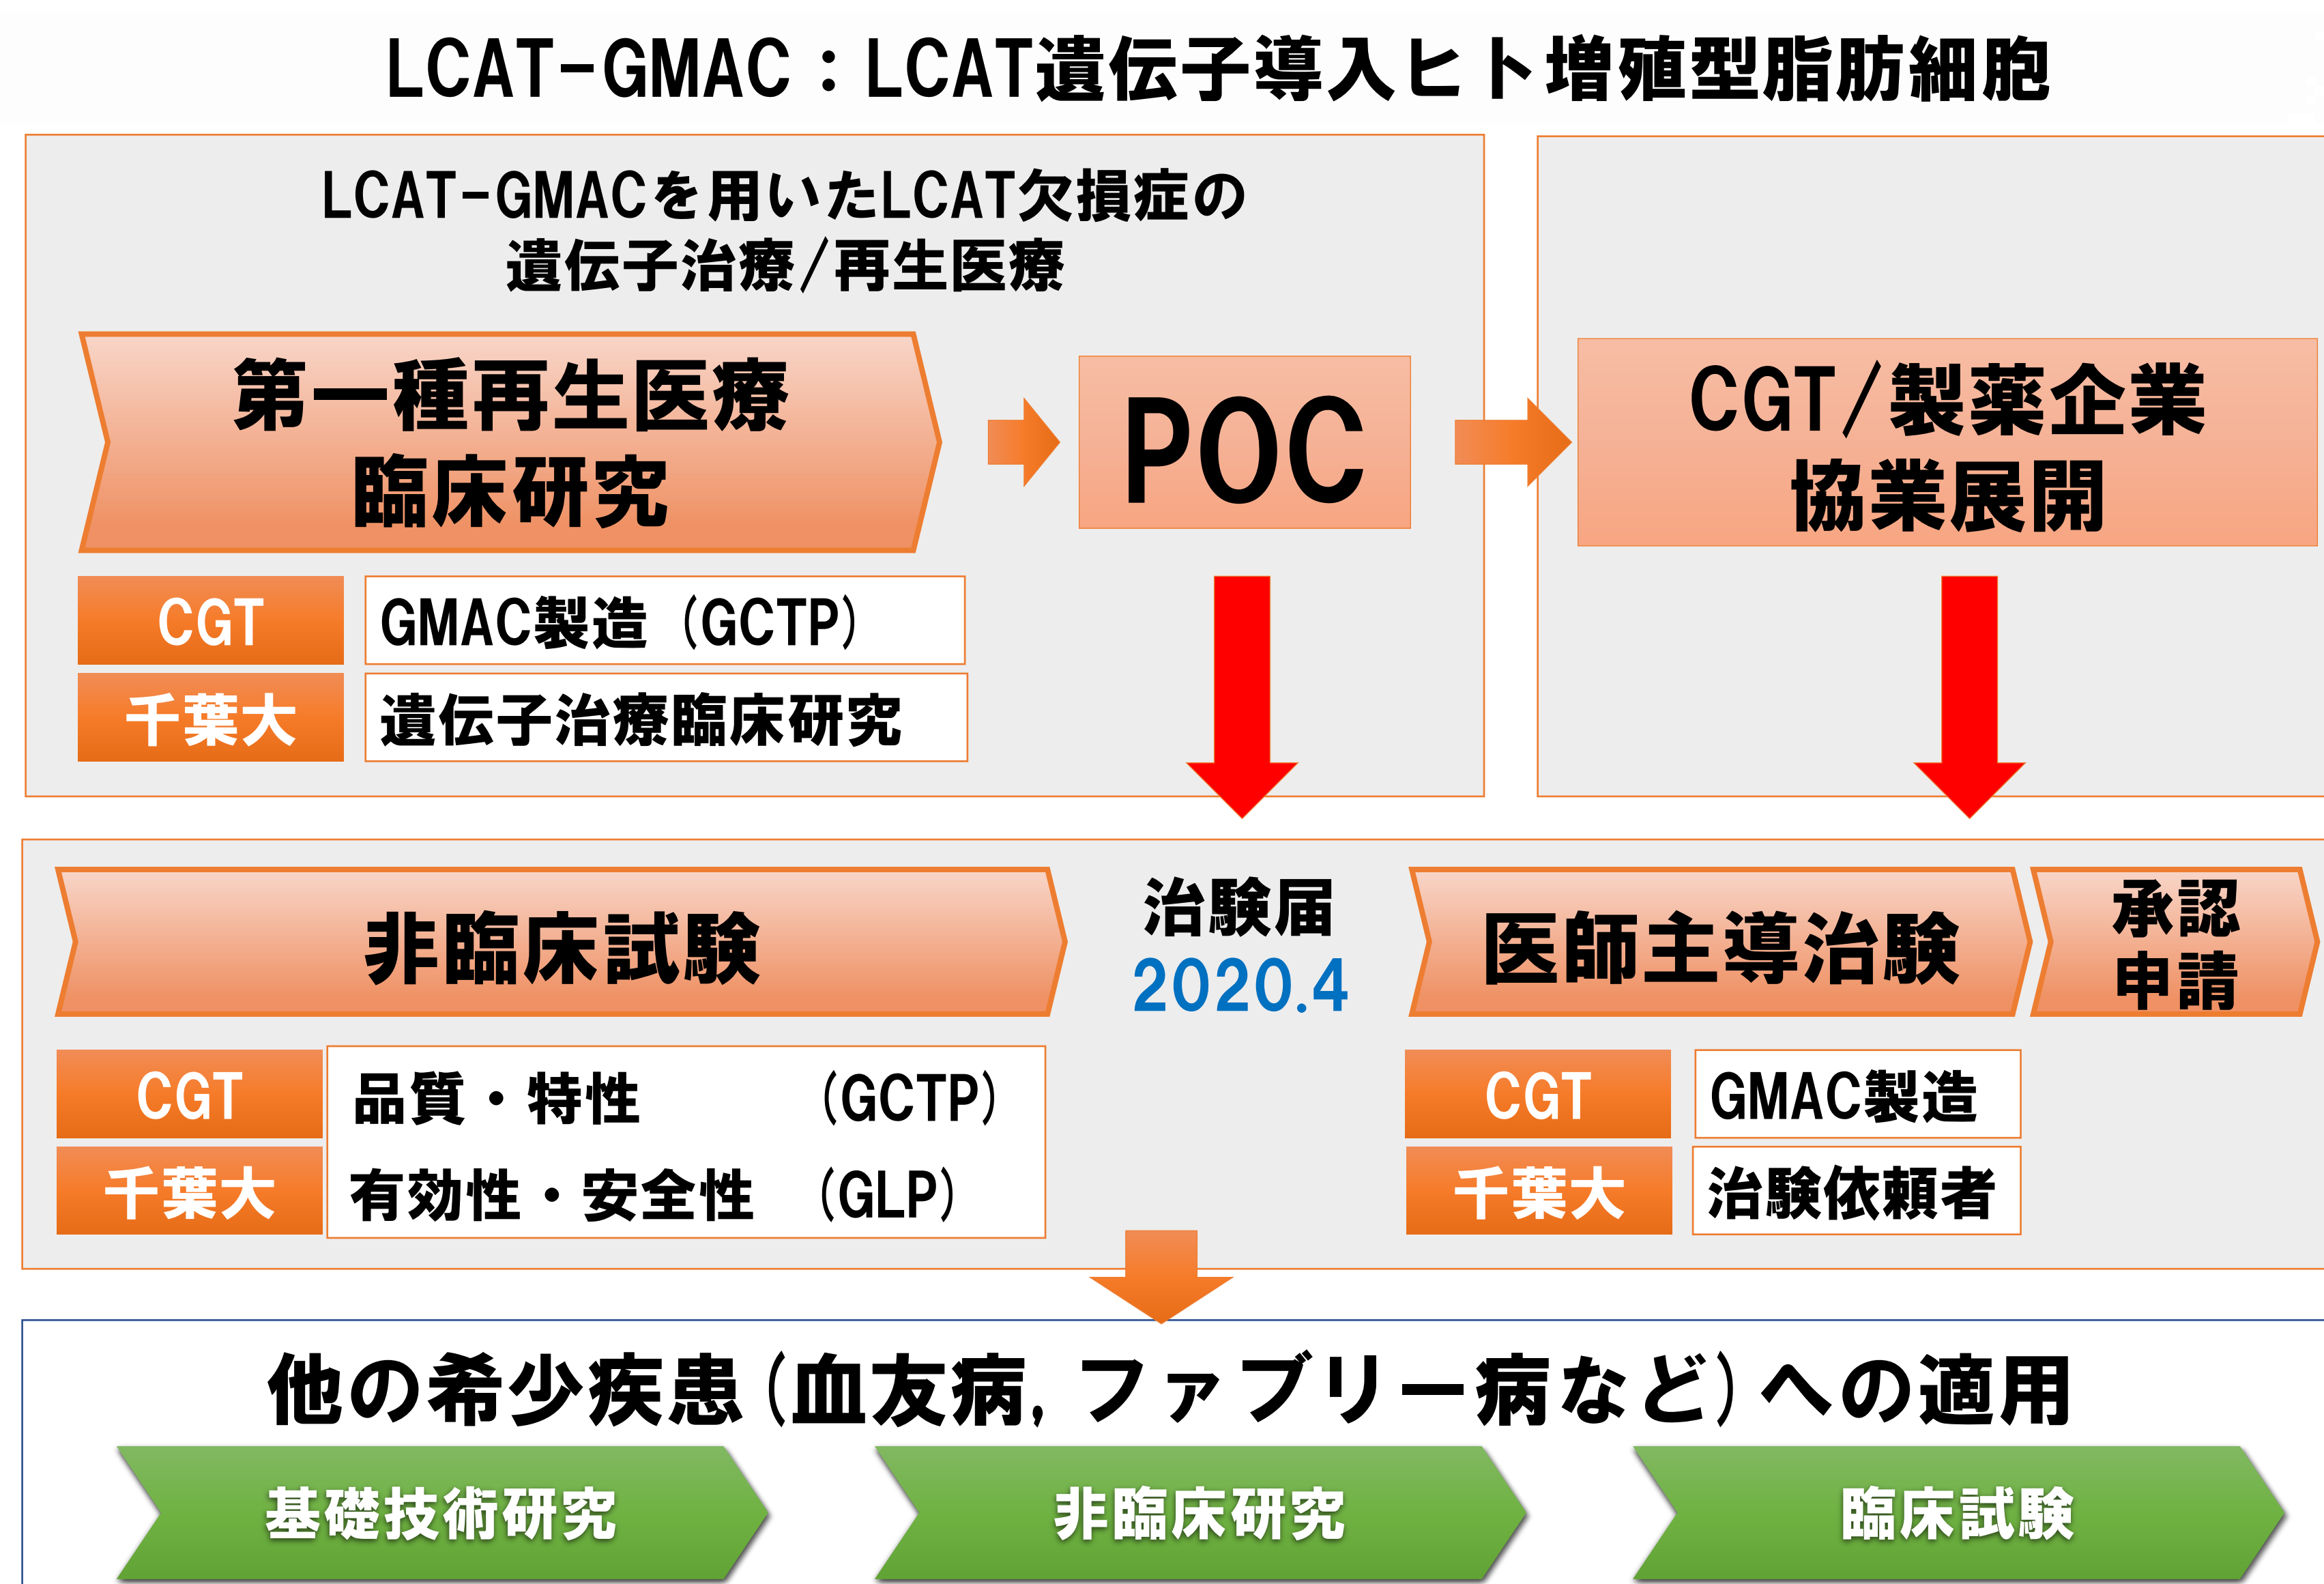 LCAT-GMAC：LCAT遺伝子導入ヒト増殖型脂肪細胞
LCAT-GMACを用いたLCAT欠損症の
遺伝子治療/再生医療
第一種再生医療
臨床研究
POC
CGT/製薬企業
協業展開
CGT
GMAC製造（GCTP）
千葉大
遺伝子治療臨床研究
非臨床試験
治験届
2020.4
医師主導治験
承認
申請
CGT
品質・特性　　　（GCTP）
千葉大
有効性・安全性　（GLP）
CGT
GMAC製造
千葉大
治験依頼者
他の希少疾患(血友病, ファブリー病など)への適用
基礎技術研究
非臨床研究
臨床試験